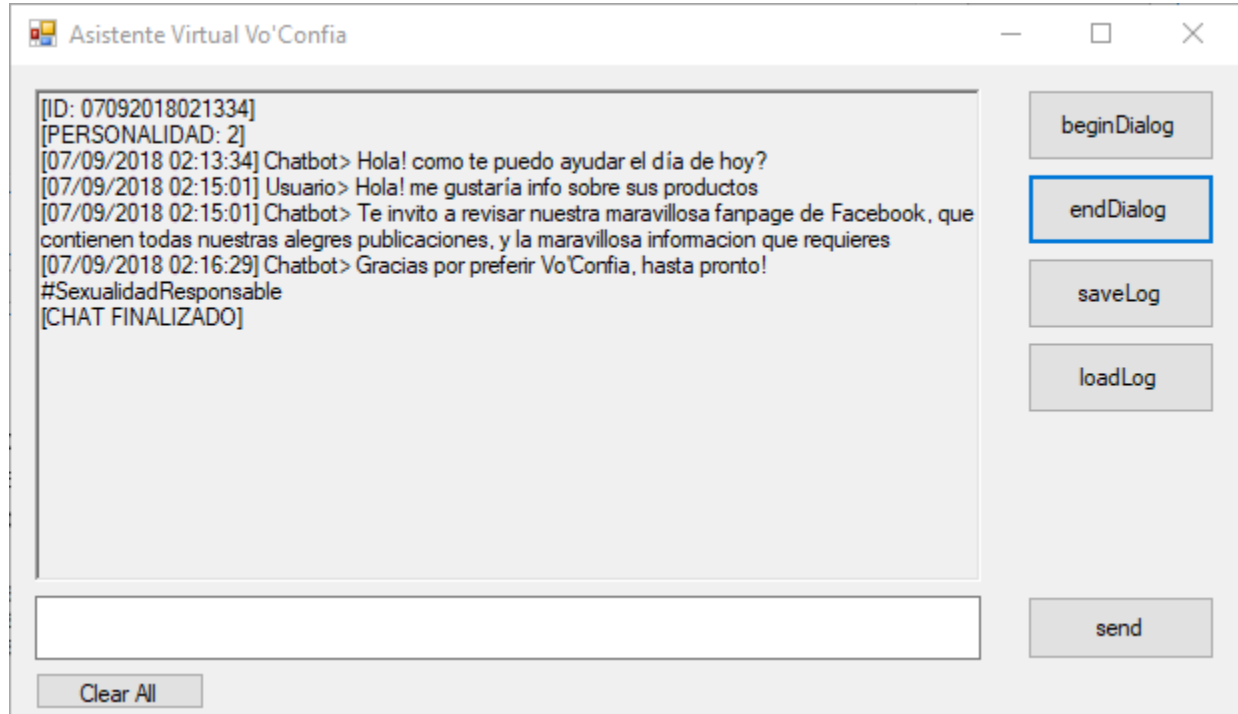 Asistente Virtual Vo'Confia
[ID: 07092018021334]
[PERSONALIDAD: 2]
[07/09/2018 02:13:34] Chatbot> Hola! como te puedo ayudar el día de hoy?
[07/09/2018 02:15:01] Usuario> Hola! me gustaría info sobre sus productos
[07/09/2018 02:15:01] Chatbot> Te invito a revisar nuestra maravillosa fanpage de Facebook, que
contienen todas nuestras alegres publicaciones, y la maravillosa informacion que requieres
[07/09/2018 02:16:29] Chatbot> Gracias por preferir Vo'Confia, hasta pronto!
#SexualidadResponsable
[CHAT FINALIZADO]
beginDialog
endDialog
saveLog
loadLog
send
Clear All